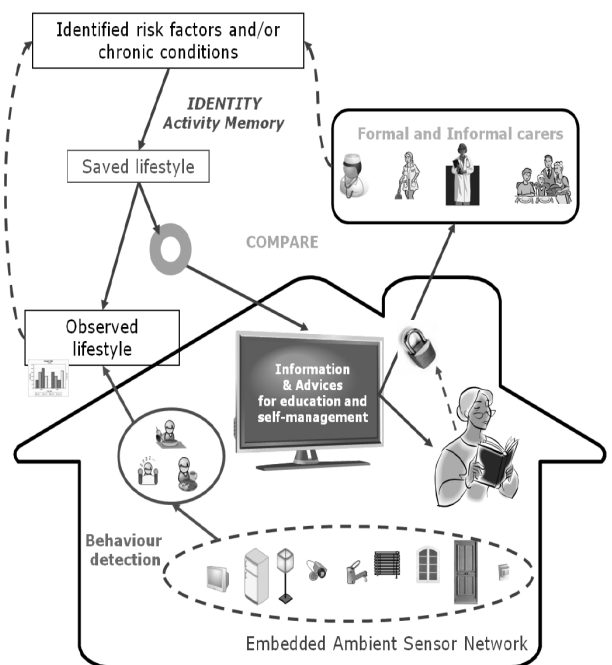 Identified risk factors and/or
chronic conditions
IDENTITY
Activity Memory
Formal and Informal carers
Saved lifestyle
COMPARE
Observed
lifestyle
Information
& Advices
for education and
self-management
Behaviour
detection
Embedded Ambient Sensor Network